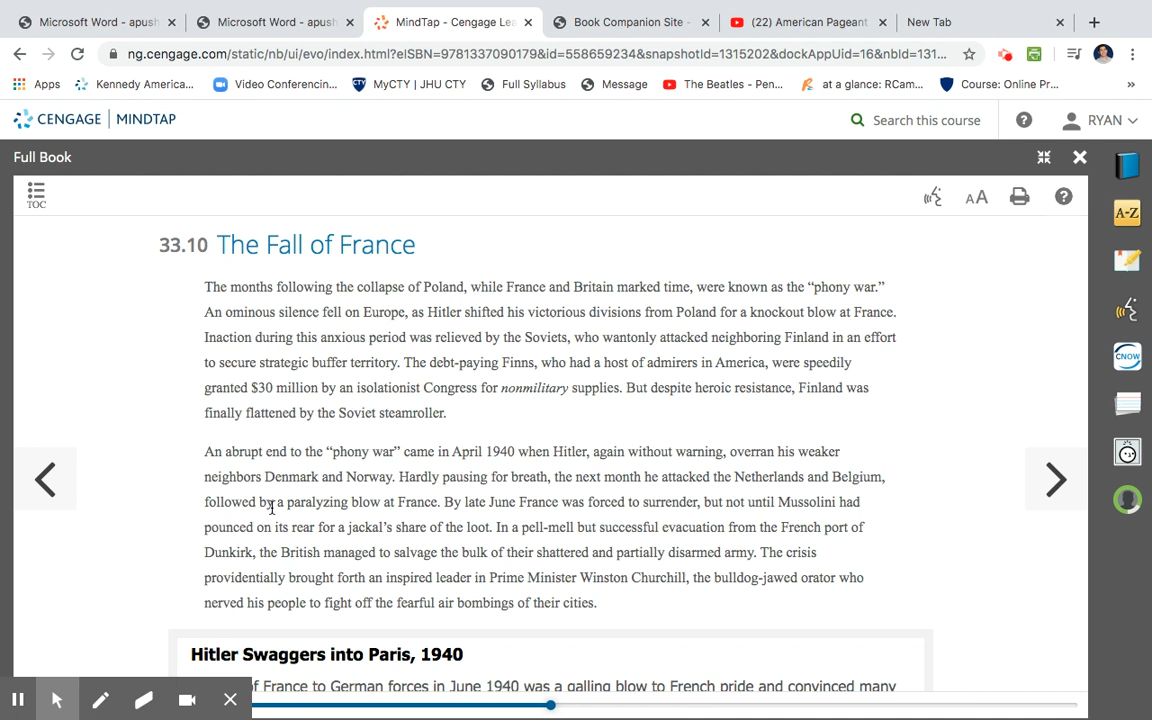 Microsoft Word - apush
Microsoft Word - apush
MindTap - Cengage Lea
Book Companion Site -
(22) American Pageant
New Tab
ng.cengage.com/static/nb/ui/evo/index.html?eISBN=9781337090179&id=558659234&snapshotId=1315202&dockAppUid=16&nbId=131...
Apps
Kennedy America...
Video Conferencin...
MyCTY | JHU CTY
Full Syllabus
Message
The Beatles - Pen...
at a glance: RCam...
Course: Online Pr...
CENGAGE | MINDTAP
Search this course
RYAN
Full Book
TOC
AA
A-Z
CNOW
33.10 The Fall of France
The months following the collapse of Poland, while France and Britain marked time, were known as the “phony war.”
An ominous silence fell on Europe, as Hitler shifted his victorious divisions from Poland for a knockout blow at France.
Inaction during this anxious period was relieved by the Soviets, who wantonly attacked neighboring Finland in an effort
to secure strategic buffer territory. The debt-paying Finns, who had a host of admirers in America, were speedily
granted $30 million by an isolationist Congress for nonmilitary supplies. But despite heroic resistance, Finland was
finally flattened by the Soviet steamroller.
An abrupt end to the “phony war” came in April 1940 when Hitler, again without warning, overran his weaker
neighbors Denmark and Norway. Hardly pausing for breath, the next month he attacked the Netherlands and Belgium,
followed by a paralyzing blow at France. By late June France was forced to surrender, but not until Mussolini had
pounced on its rear for a jackal’s share of the loot. In a pell-mell but successful evacuation from the French port of
Dunkirk, the British managed to salvage the bulk of their shattered and partially disarmed army. The crisis
providentially brought forth an inspired leader in Prime Minister Winston Churchill, the bulldog-jawed orator who
nerved his people to fight off the fearful air bombings of their cities.
Hitler Swaggers into Paris, 1940
of France to German forces in June 1940 was a galling blow to French pride and convinced many